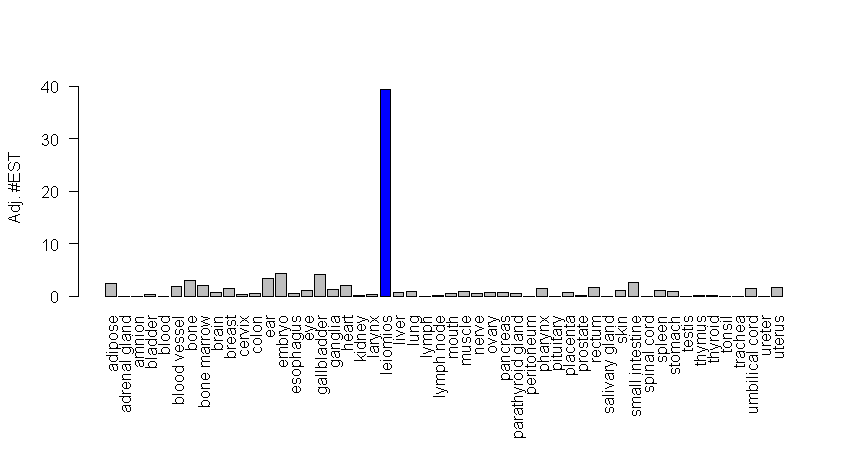 Adj. #EST
40
30
20
10
0
adipose
adrenal gland
amnion
bladder
blood
blood vessel
bone
bone marrow
brain
breast
cervix
colon
ear
embryo
esophagus
eye
gallbladder
ganglia
heart
kidney
larynx
leiomios
liver
lung
lymph
lymph node
mouth
muscle
nerve
ovary
pancreas
parathyroid gland
peritoneum
pharynx
pituitary
placenta
prostate
rectum
salivary gland
skin
small intestine
spinal cord
spleen
stomach
testis
thymus
thyroid
tonsil
trachea
umbilical cord
ureter
uterus